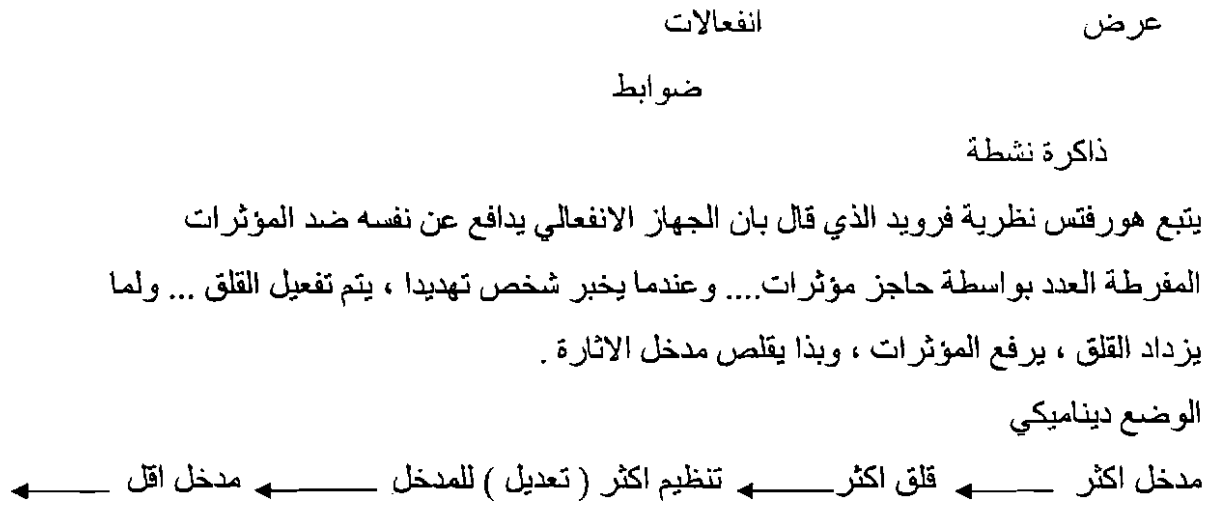 عرض انفعالات
ضوابط
ذاكرة نشطة
يتبع هورفتس نظرية فرويد الذي قال بان الجهاز الانفعالي يدافع عن نفسه ضد المؤثرات
المفرطة العدد بواسطة حاجز مؤثرات.... وعندما يخبر شخص تهديدا ، يتم تفعيل القلق ... ولما
يزداد القلق ، يرفع المؤثرات ، وبذا يقلص مدخل الاثارة .
الوضع ديناميكي
مدخل اكثر ← قلق اكثر ← تنظيم اكثر ( تعديل ) للمدخل ← مدخل اقل ←